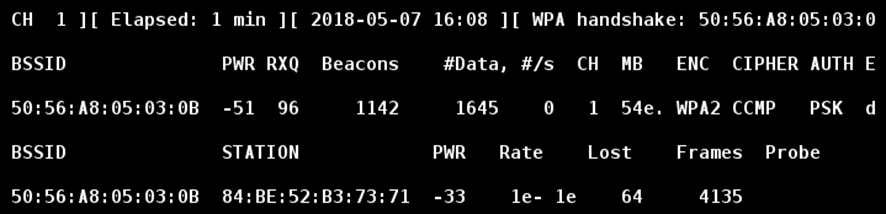 CH  1 ][ Elapsed: 1 min ][ 2018-05-07 16:08 ][ WPA handshake: 50:56:A8:05:03:0
BSSID              PWR RXQ  Beacons    #Data, #/s  CH  MB   ENC  CIPHER AUTH E
50:56:A8:05:03:0B  -51  96     1142     1645    0   1  54e. WPA2 CCMP   PSK  d
BSSID              STATION            PWR   Rate    Lost    Frames  Probe
50:56:A8:05:03:0B  84:BE:52:B3:73:71  -33    1e- 1e    64     4135